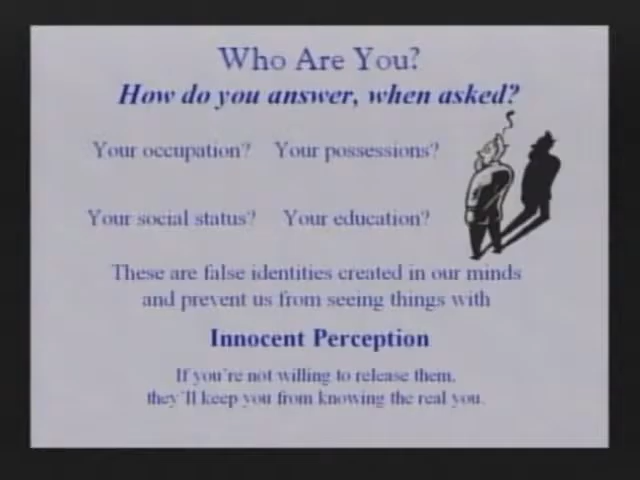 Who Are You?
How do you answer, when asked?
Your occupation? Your possessions?
Your social status? Your education?
These are false identities created in our minds
and prevent us from seeing things with
Innocent Perception
If you're not willing to release them,
they'll keep you from knowing the real you.